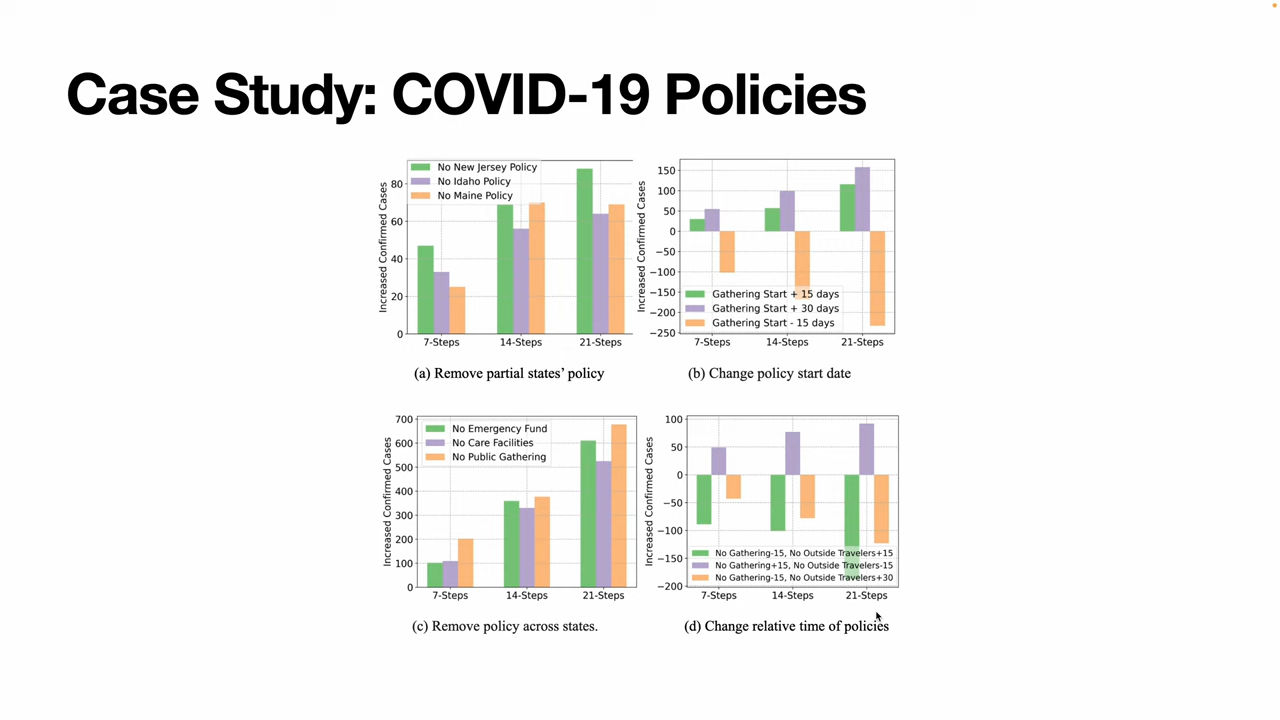 Case Study: COVID-19 Policies
Increased Confirmed Cases
80
60
40
20
0
No New Jersey Policy
No Idaho Policy
No Maine Policy
7-Steps
14-Steps
21-Steps
(a) Remove partial states' policy
Increased Confirmed Cases
150
100
50
0
−50
−100
−150
−200
−250
Gathering Start + 15 days
Gathering Start + 30 days
Gathering Start - 15 days
7-Steps
14-Steps
21-Steps
(b) Change policy start date
Increased Confirmed Cases
700
600
500
400
300
200
100
0
No Emergency Fund
No Care Facilities
No Public Gathering
7-Steps
14-Steps
21-Steps
(c) Remove policy across states.
Increased Confirmed Cases
100
50
0
−50
−100
−150
−200
No Gathering-15, No Outside Travelers+15
No Gathering+15, No Outside Travelers-15
No Gathering-15, No Outside Travelers+30
7-Steps
14-Steps
21-Steps
(d) Change relative time of policies